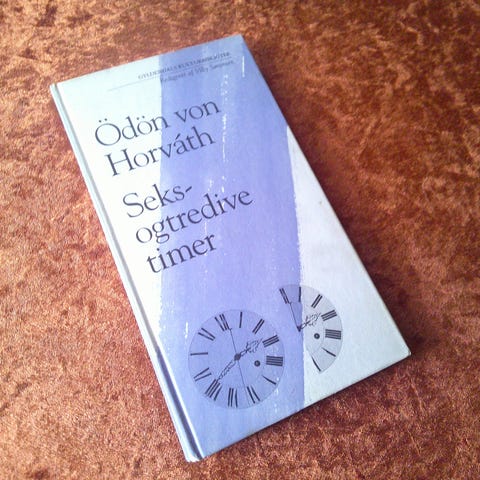 GYLDENDALS KULTURBIBLIOTEK
Redigeret af Villy Sørensen
Ödön von
Horváth
Seks-
ogtredive
timer